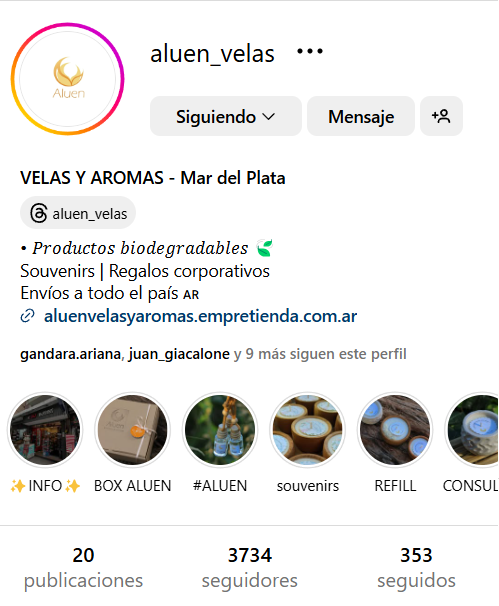 aluen_velas
Aluen
Siguiendo
Mensaje
VELAS Y AROMAS - Mar del Plata
aluen_velas
• Productos biodegradables
Souvenirs | Regalos corporativos
Envíos a todo el país AR
aluenvelasyaromas.empretienda.com.ar
gandara.ariana, juan_giacalone y 9 más siguen este perfil
✨INFO✨ BOX ALUEN #ALUEN souvenirs REFILL CONSUL
20 3734 353
publicaciones seguidores seguidos